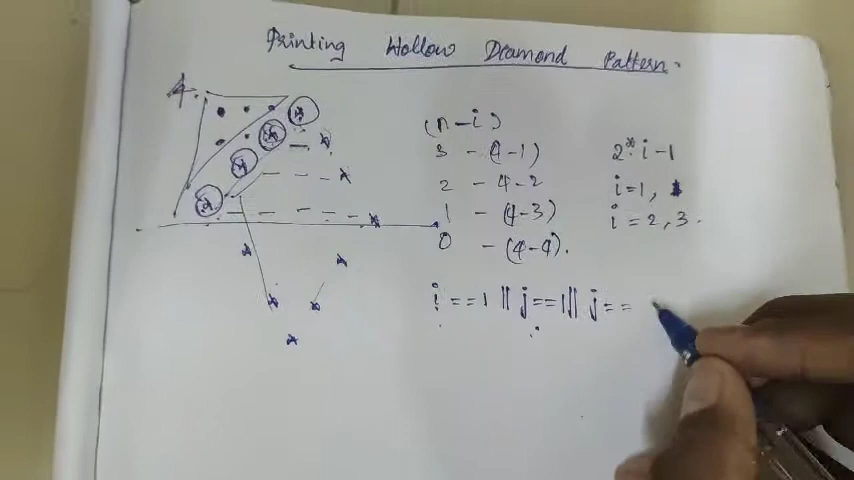 Printing Hollow Diamond Pattern.
4.
(n-i)
3 - (4-1)
2 - 4-2
1 - (4-3)
0 - (4-4).
2*i-1
i=1,
i=2,3.
i==1 || j==1|| j==